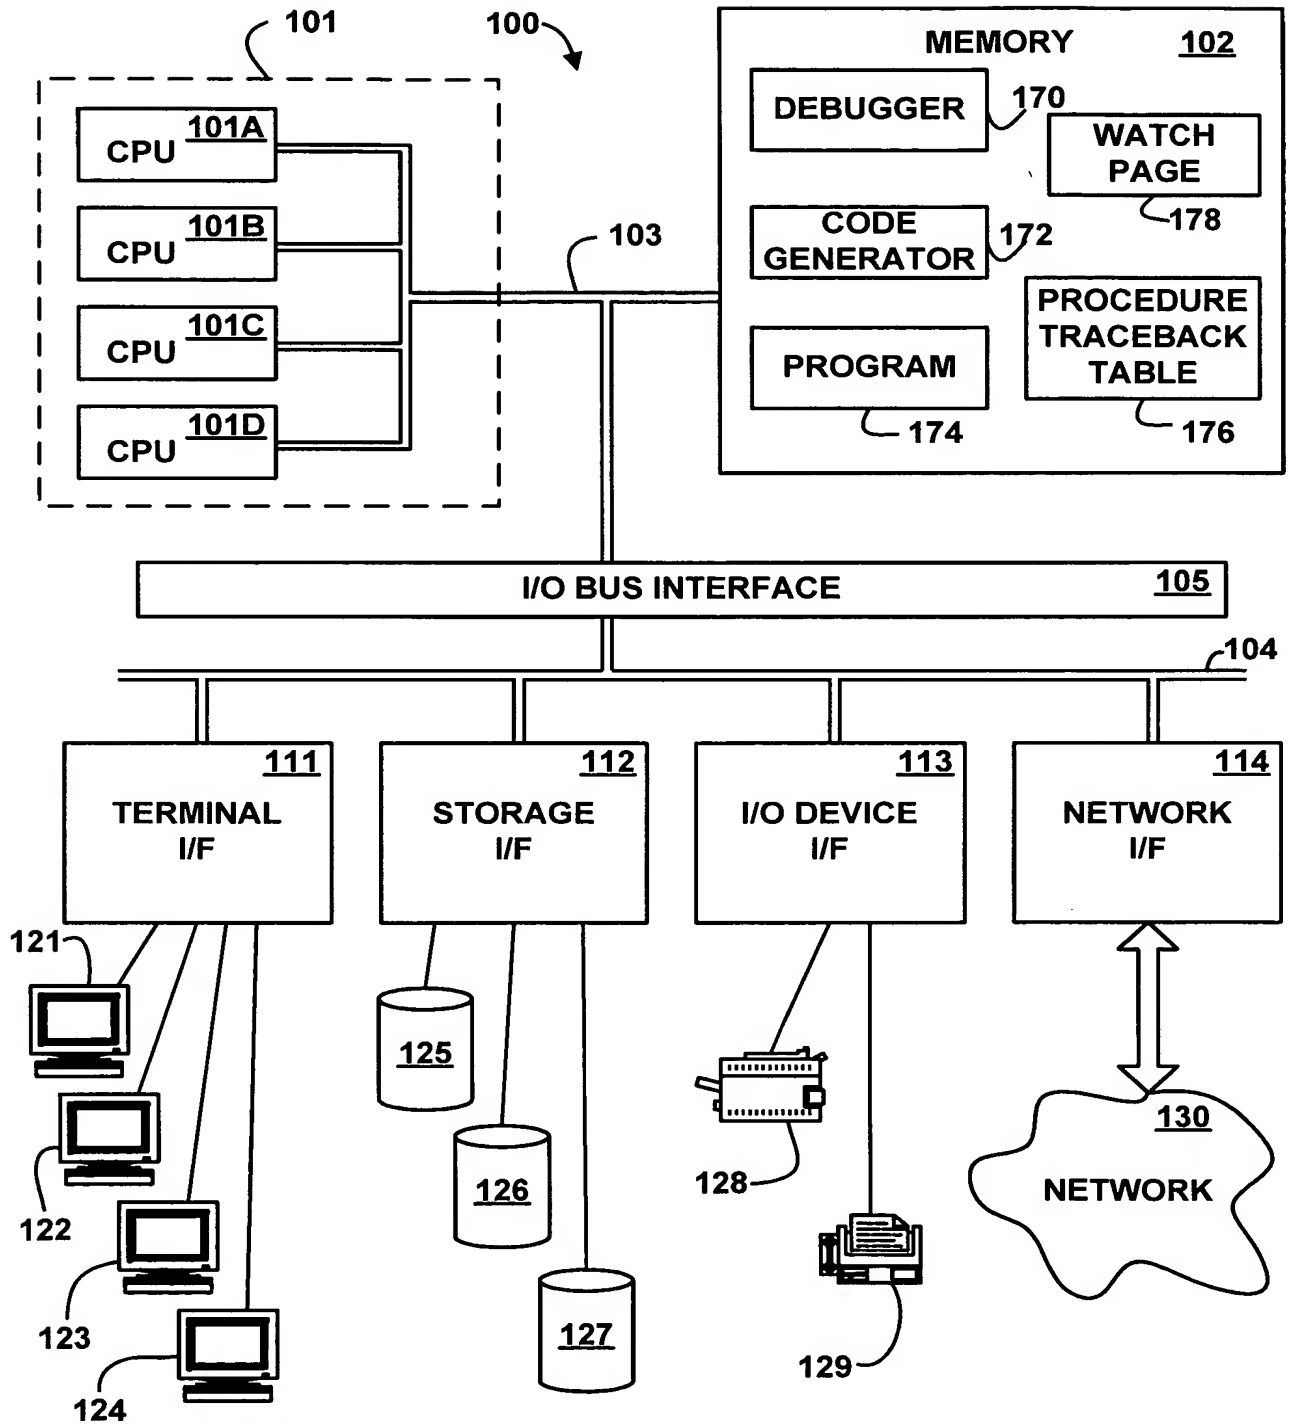 101
100
MEMORY 102
CPU 101A
CPU 101B
CPU 101C
CPU 101D
103
DEBUGGER
170
WATCH
PAGE
178
CODE
GENERATOR
172
PROCEDURE
TRACEBACK
TABLE
176
PROGRAM
174
I/O BUS INTERFACE 105
104
111
TERMINAL
I/F
112
STORAGE
I/F
113
I/O DEVICE
I/F
114
NETWORK
I/F
121
122
123
124
125
126
127
128
129
130
NETWORK